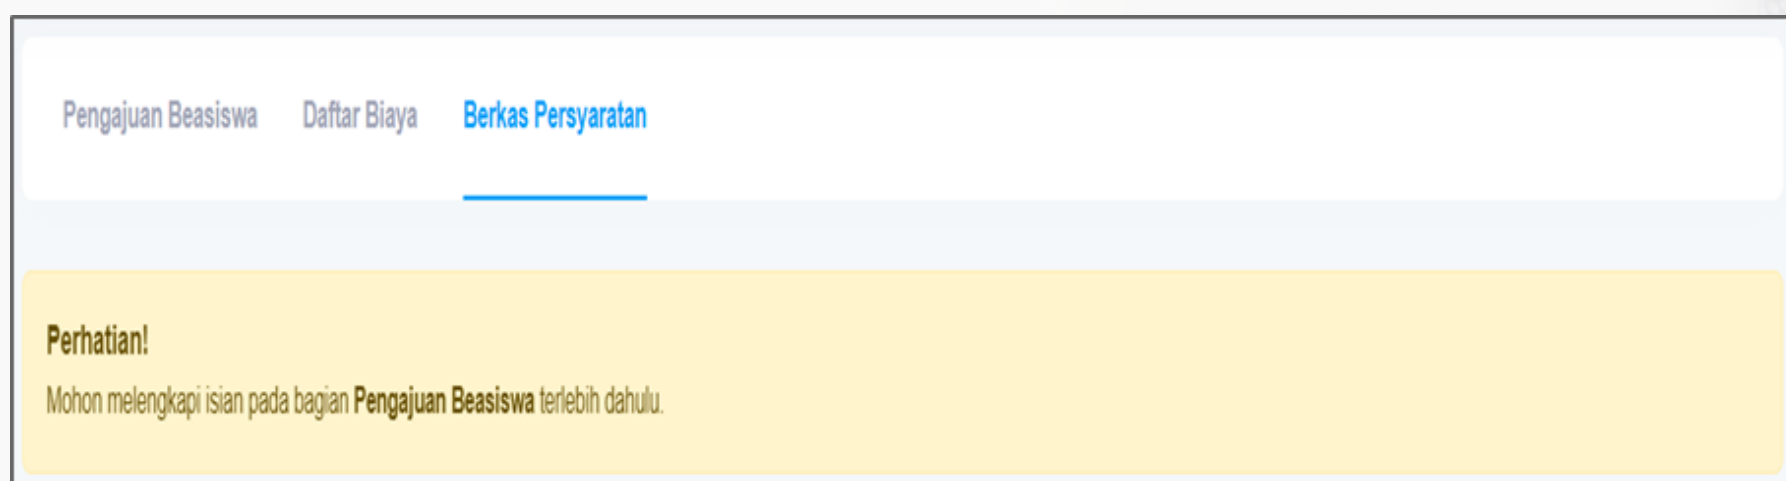 Pengajuan Beasiswa Daftar Biaya Berkas Persyaratan
Perhatian!
Mohon melengkapi isian pada bagian Pengajuan Beasiswa terlebih dahulu.